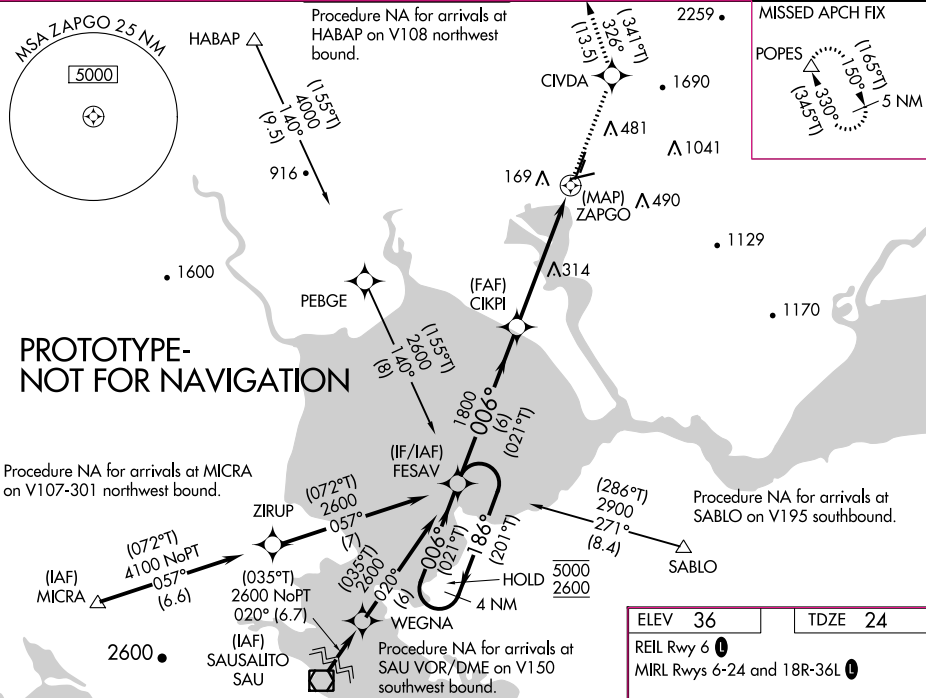 MSA ZAPGO 25 NM
5000
HABAP
Procedure NA for arrivals at
HABAP on V108 northwest
bound.
(341°T)
326°
(13.5)
CIVDA
2259
1690
MISSED APCH FIX
POPES
(165°T)
150°
5 NM
330°
(345°T)
(155°T)
4000
140°
(9.5)
916
481
1041
169
(MAP)
ZAPGO
490
1129
1600
PEBGE
314
(FAF)
CIKPI
1170
PROTOTYPE-
NOT FOR NAVIGATION
(155°T)
2600
140°
(8)
1800
006°
(6)
(021°T)
(IF/IAF)
FESAV
Procedure NA for arrivals at MICRA
on V107-301 northwest bound.
ZIRUP
(072°T)
2600
057°
(7)
(286°T)
2900
271°
(8.4)
SABLO
Procedure NA for arrivals at
SABLO on V195 southbound.
(072°T)
4100 NoPT
057°
(6.6)
(IAF)
MICRA
(035°T)
2600
020°
(6)
006°
(021°T)
186°
(201°T)
HOLD
5000
2600
4 NM
(035°T)
2600 NoPT
020° (6.7)
WEGNA
(IAF)
SAUSALITO
SAU
2600
Procedure NA for arrivals at
SAU VOR/DME on V150
southwest bound.
ELEV 36
TDZE 24
REIL Rwy 6 L
MIRL Rwys 6-24 and 18R-36L L